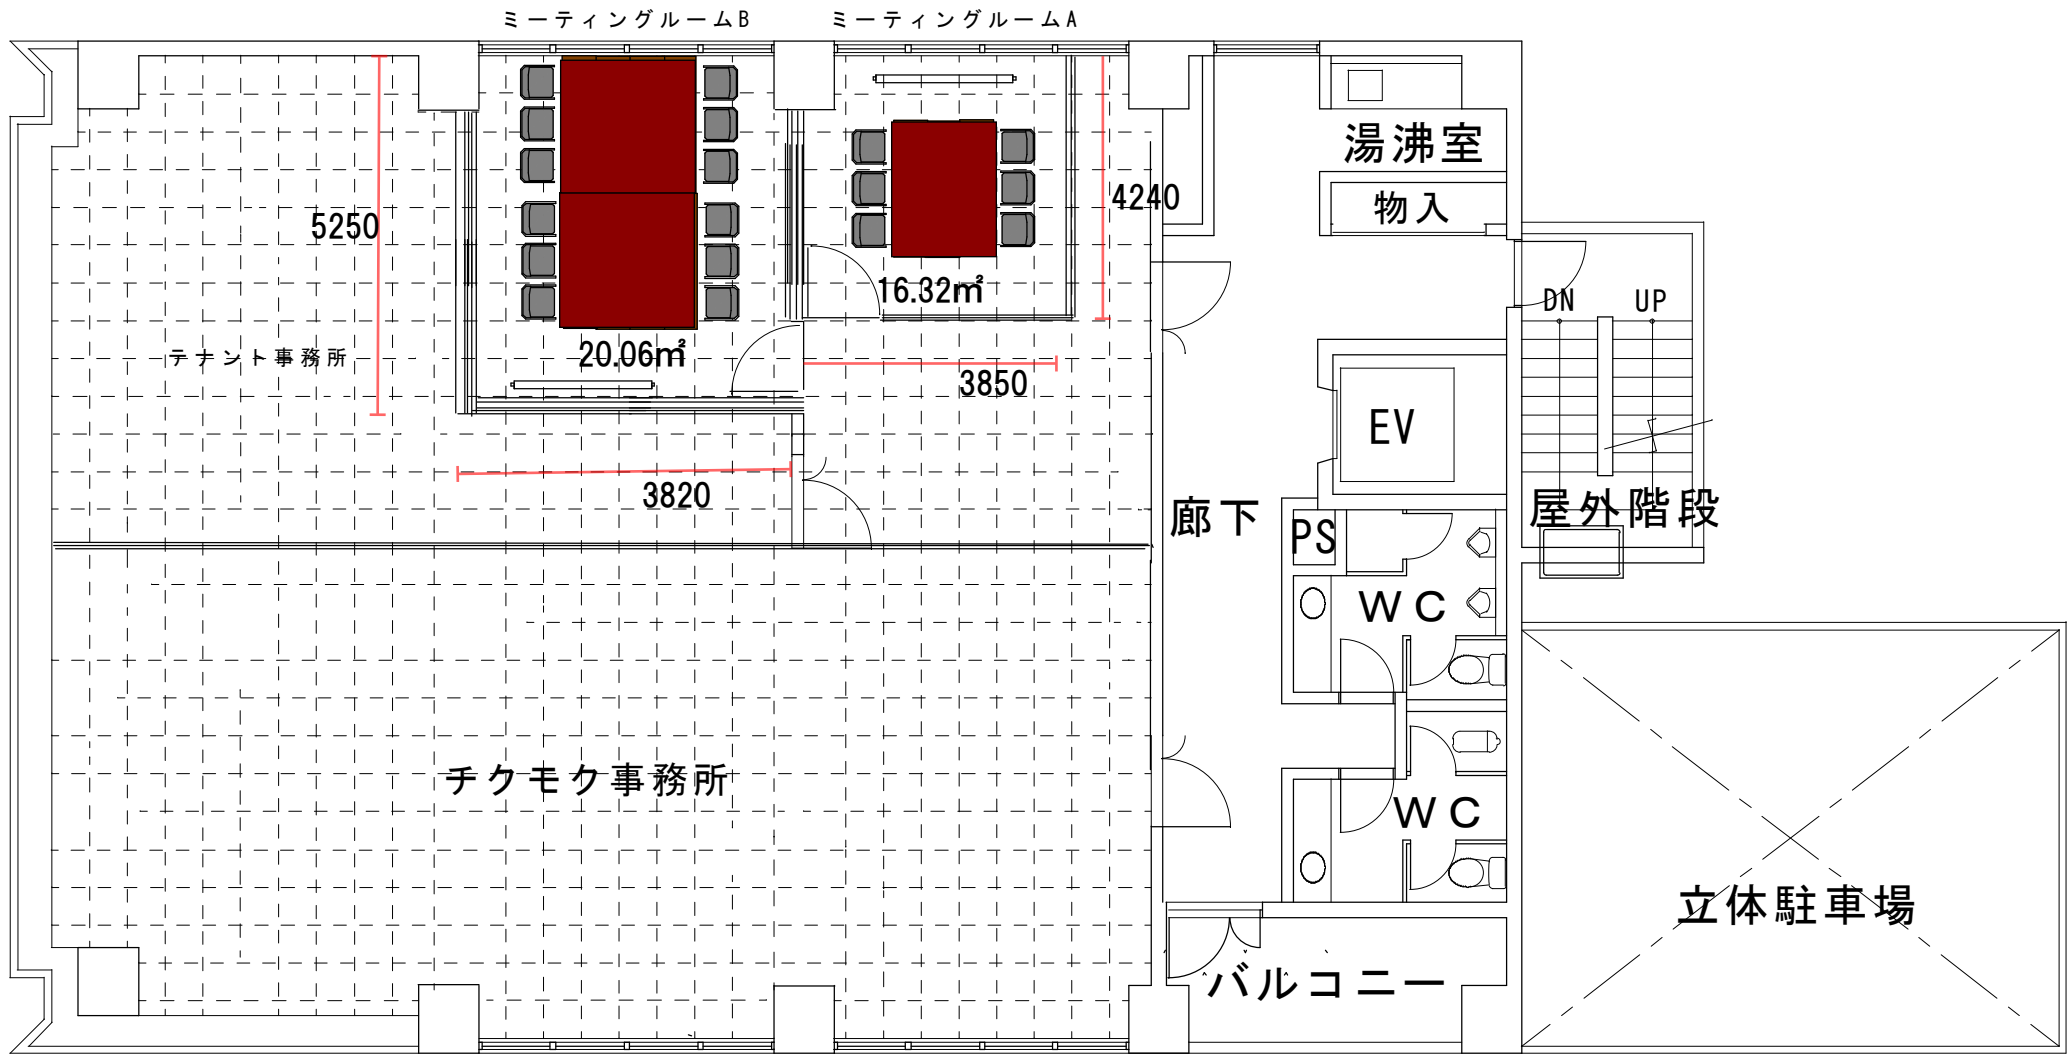 ミーティングルームB
ミーティングルームA
湯沸室
物入
4240
5250
16.32㎡
DN
UP
20.06㎡
テナント事務所
3850
EV
3820
屋外階段
廊下
PS
WC
チクモク事務所
WC
立体駐車場
バルコニー